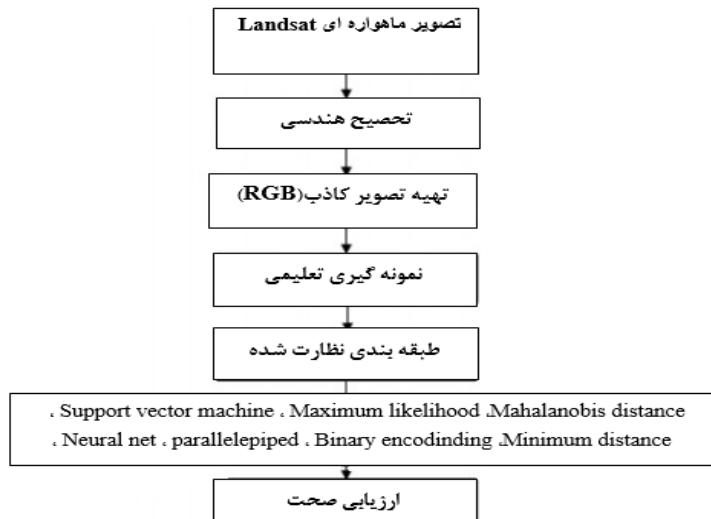 تصویر ماهواره ای Landsat
تحصیح هندسی
تهیه تصویر کاذب(RGB)
نمونه گیری تعلیمی
طبقه بندی نظارت شده
، Support vector machine ، Maximum likelihood .Mahalanobis distance
، Neural net ، parallelepiped ، Binary encodinding .Minimum distance
ارزیابی صحت